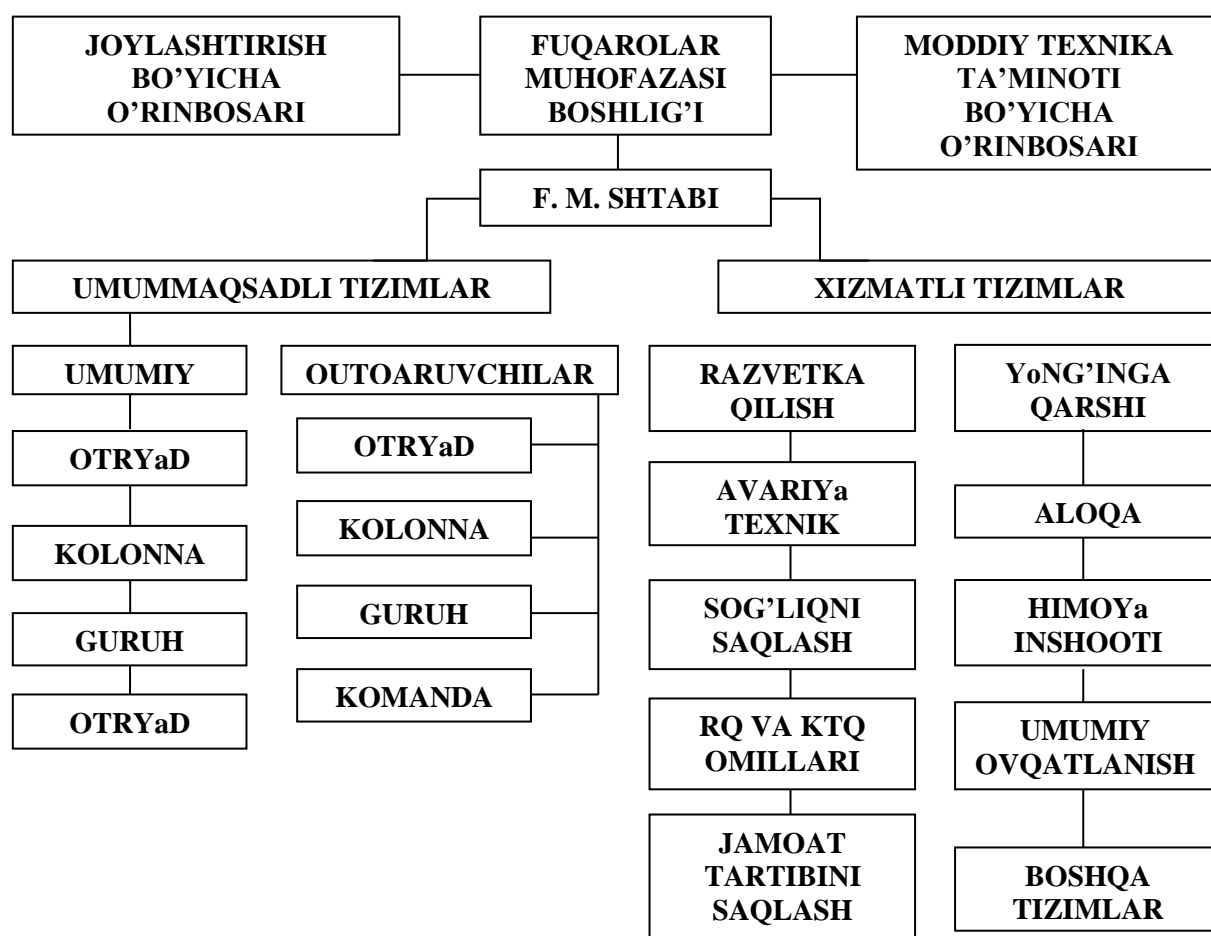 JOYLASHTIRISH
BO’YICHA
O’RINBOSARI
FUQAROLAR
MUHOFAZASI
BOSHLIG’I
MODDIY TEXNIKA
TA’MINOTI
BO’YICHA
O’RINBOSARI
F. M. SHTABI
UMUMMAQSADLI TIZIMLAR
XIZMATLI TIZIMLAR
UMUMIY
OTRYaD
KOLONNA
GURUH
OTRYaD
OUTOARUVCHILAR
OTRYaD
KOLONNA
GURUH
KOMANDA
RAZVETKA
QILISH
AVARIYa
TEXNIK
SOG’LIQNI
SAQLASH
RQ VA KTQ
OMILLARI
JAMOAT
TARTIBINI
SAQLASH
YoNG’INGA
QARSHI
ALOQA
HIMOYa
INSHOOTI
UMUMIY
OVQATLANISH
BOSHQA
TIZIMLAR